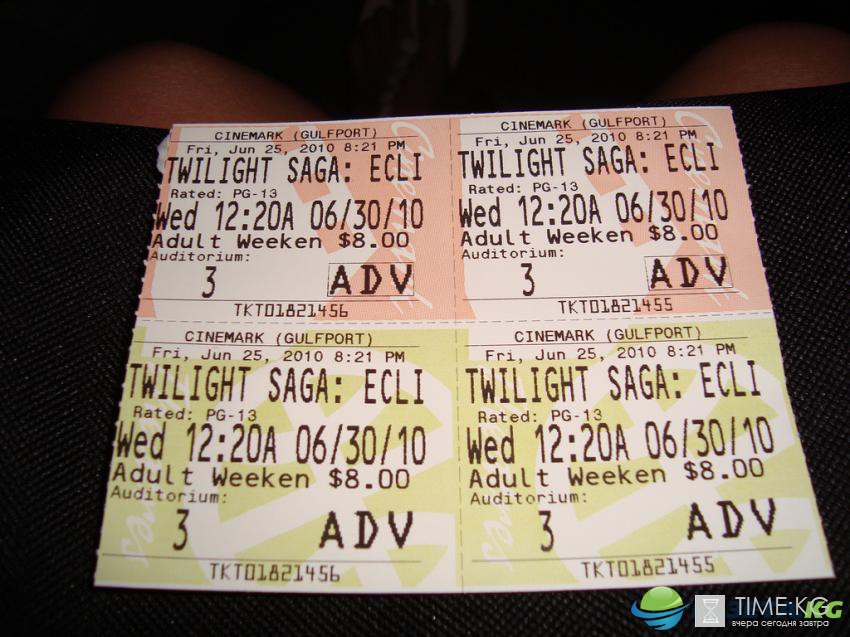 CINEMARK (GULFPORT)
Fri, Jun 25, 2010 8:21 PM
TWILIGHT SAGA: ECLI
Rated: PG-13
Wed 12:20A 06/30/10
Adult Weeken $8.00
Auditorium:
3 ADV
TKT01821456
CINEMARK (GULFPORT)
Fri, Jun 25, 2010 8:21 PM
TWILIGHT SAGA: ECLI
Rated: PG-13
Wed 12:20A 06/30/10
Adult Weeken $8.00
Auditorium:
3 ADV
TKT01821455
CINEMARK (GULFPORT)
Fri, Jun 25, 2010 8:21 PM
TWILIGHT SAGA: ECLI
Rated: PG-13
Wed 12:20A 06/30/10
Adult Weeken $8.00
Auditorium:
3 ADV
TKT01821456
CINEMARK (GULFPORT)
Fri, Jun 25, 2010 8:21 PM
TWILIGHT SAGA: ECLI
Rated: PG-13
Wed 12:20A 06/30/10
Adult Weeken $8.00
Auditorium:
3 ADV
TKT01821455
TIME.KG
вчера сегодня завтра